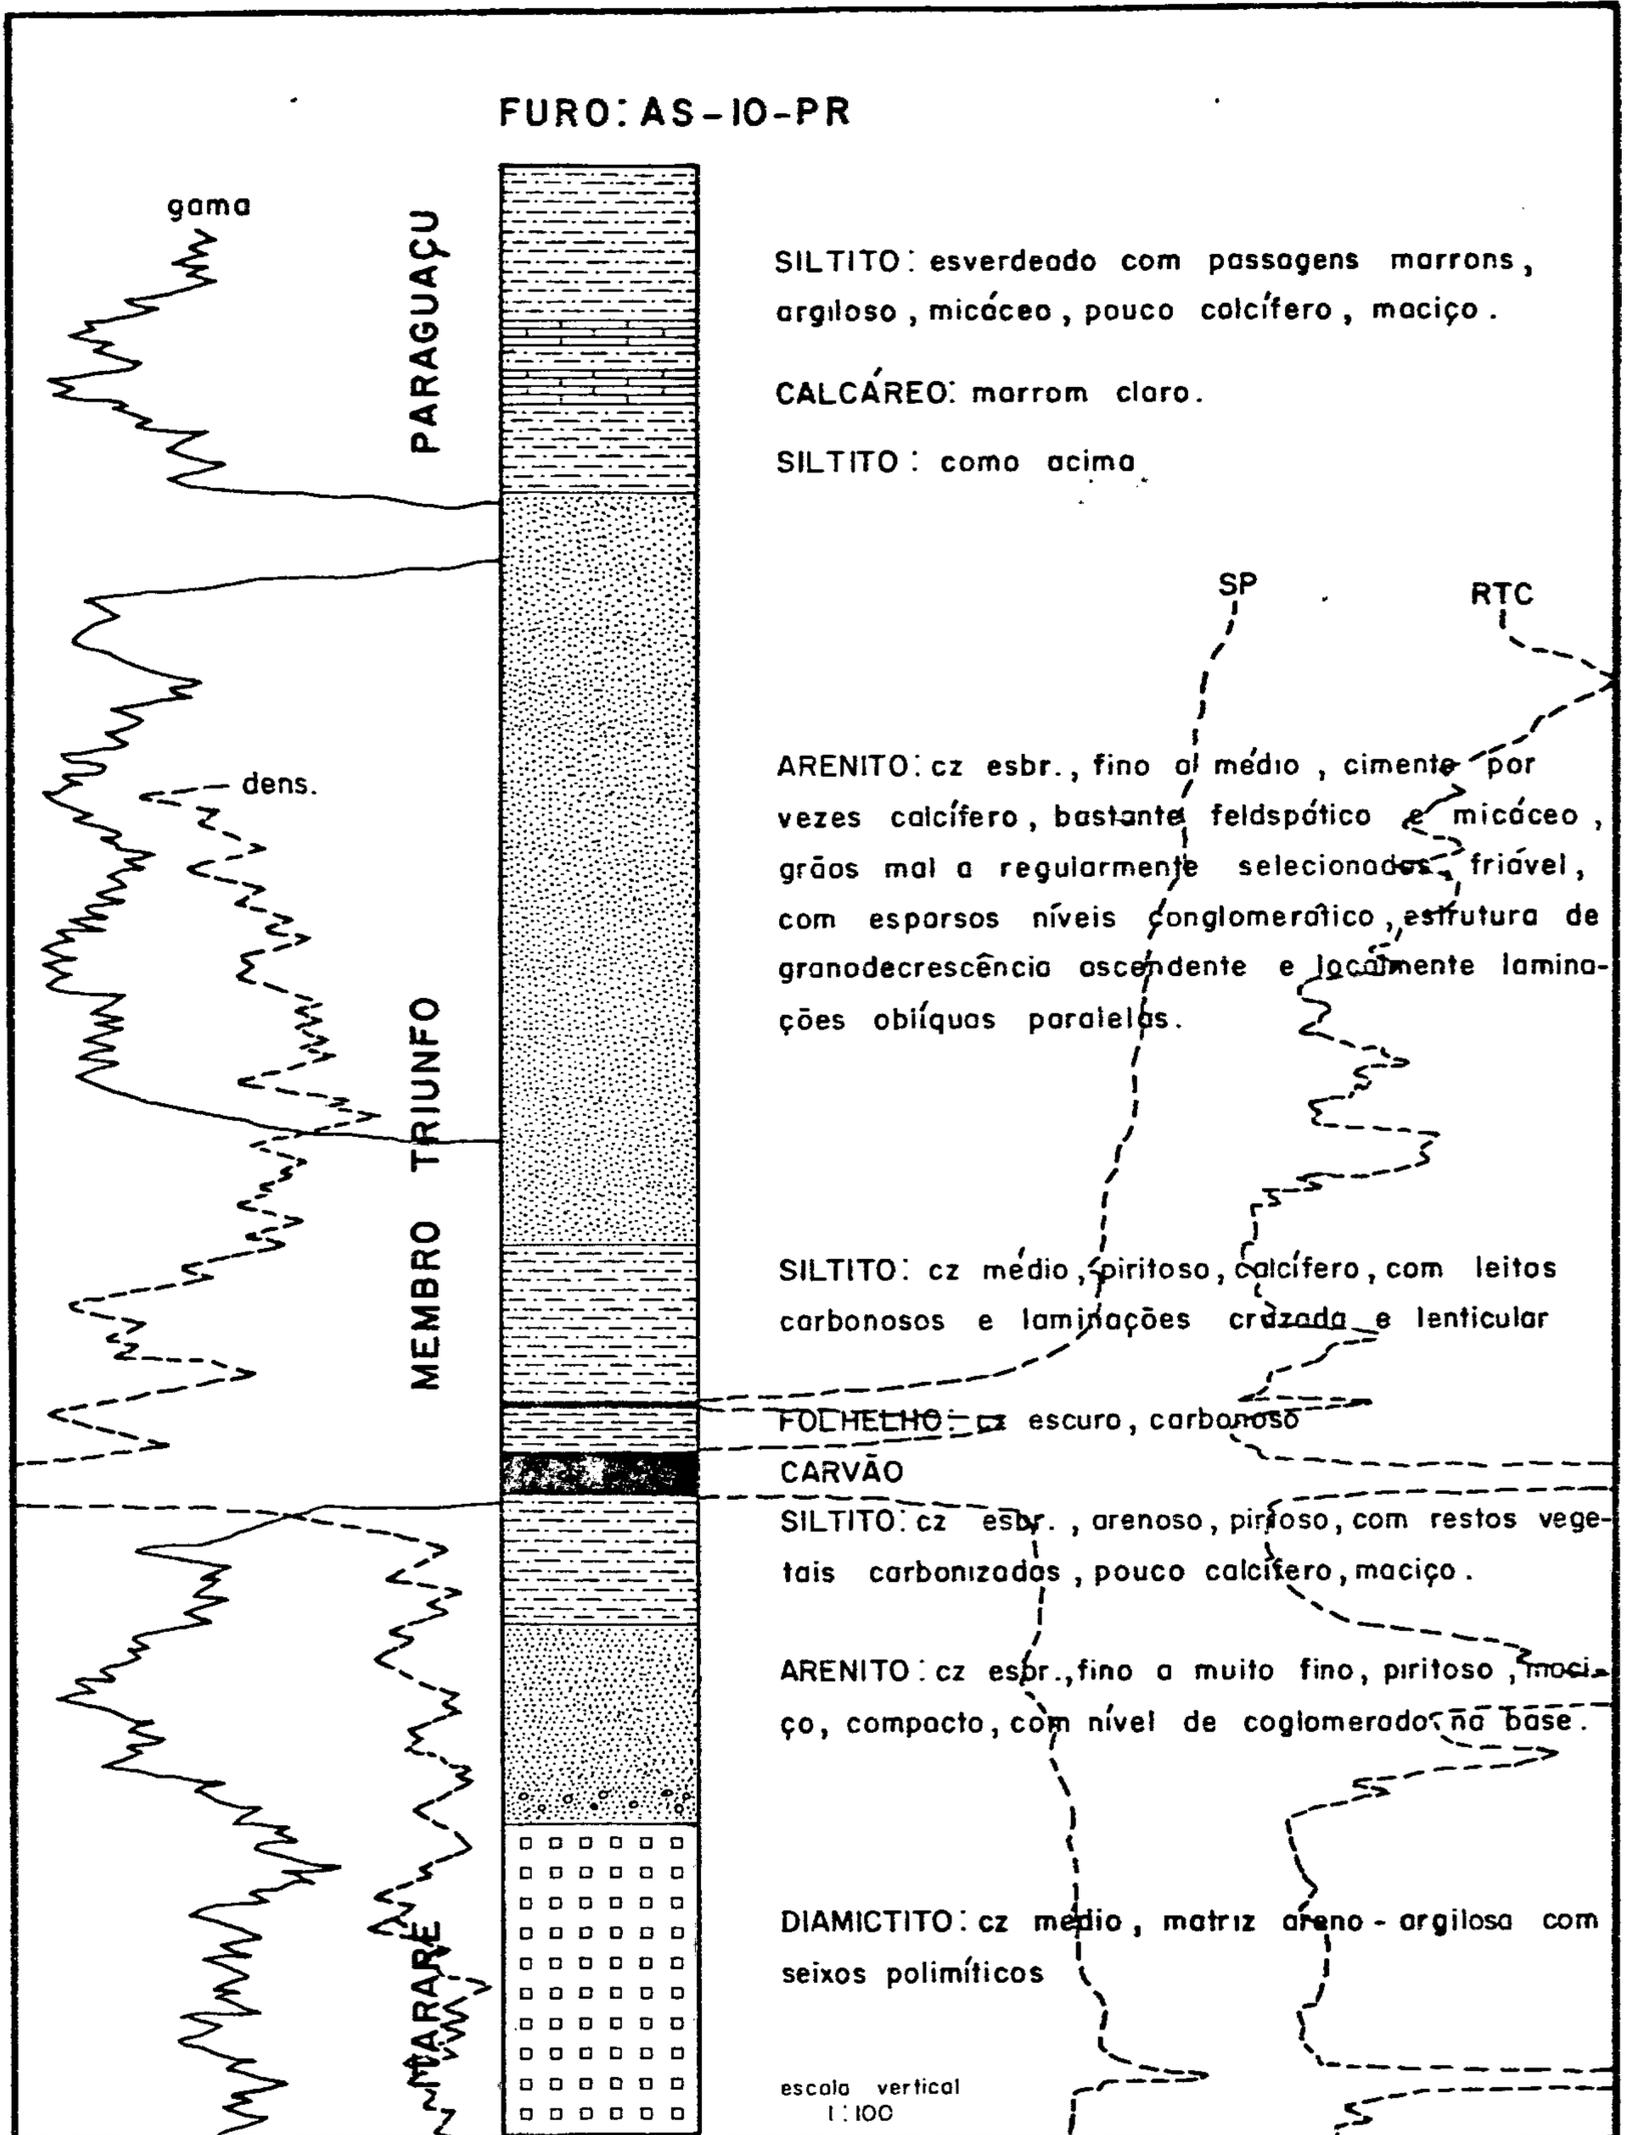 FURO: AS-10-PR
gama
PARAGUAÇU
SILTITO: esverdeado com passagens marrons,
argiloso, micáceo, pouco calcífero, maciço.
CALCÁREO: marrom claro.
SILTITO: como acima
SP
RTC
dens.
ARENITO: cz esbr., fino al médio, cimento por
vezes calcífero, bastante feldspático e micáceo,
grãos mal a regularmente selecionados, friável,
com esparsos níveis conglomerático, estrutura de
granodecrescência ascendente e localmente lamina-
ções oblíquas paralelas.
MEMBRO TRIUNFO
SILTITO: cz médio, piritoso, calcífero, com leitos
carbonosos e laminações cruzada e lenticular
FOLHELHO: cz escuro, carbonoso
CARVÃO
SILTITO: cz esbr., arenoso, piritoso, com restos vege-
tais carbonizados, pouco calcífero, maciço.
ARENITO: cz esbr., fino a muito fino, piritoso, maci-
ço, compacto, com nível de coglomerado na base.
ITARARÉ
DIAMICTITO: cz médio, matriz areno-argilosa com
seixos polimíticos
escala vertical
1:100